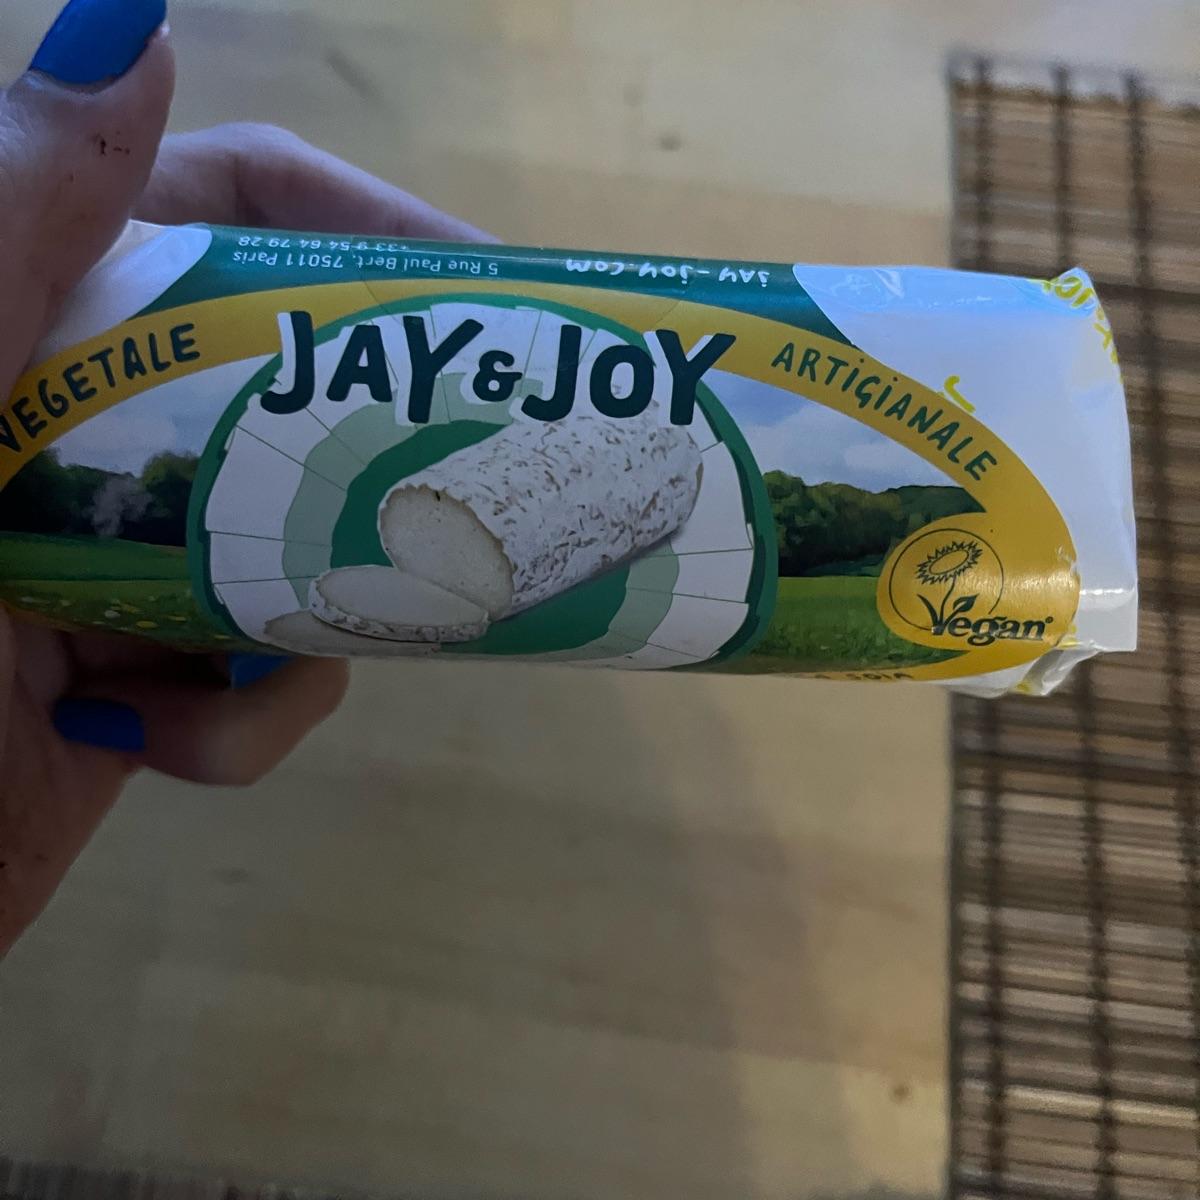 jAY-joY.CoM
5 Rue Paul Bert. 75011 Paris
+33 9 54 64 79 28
VEGETALE
JAY & JOY
ARTiGiANALE
Vegan
SOIA